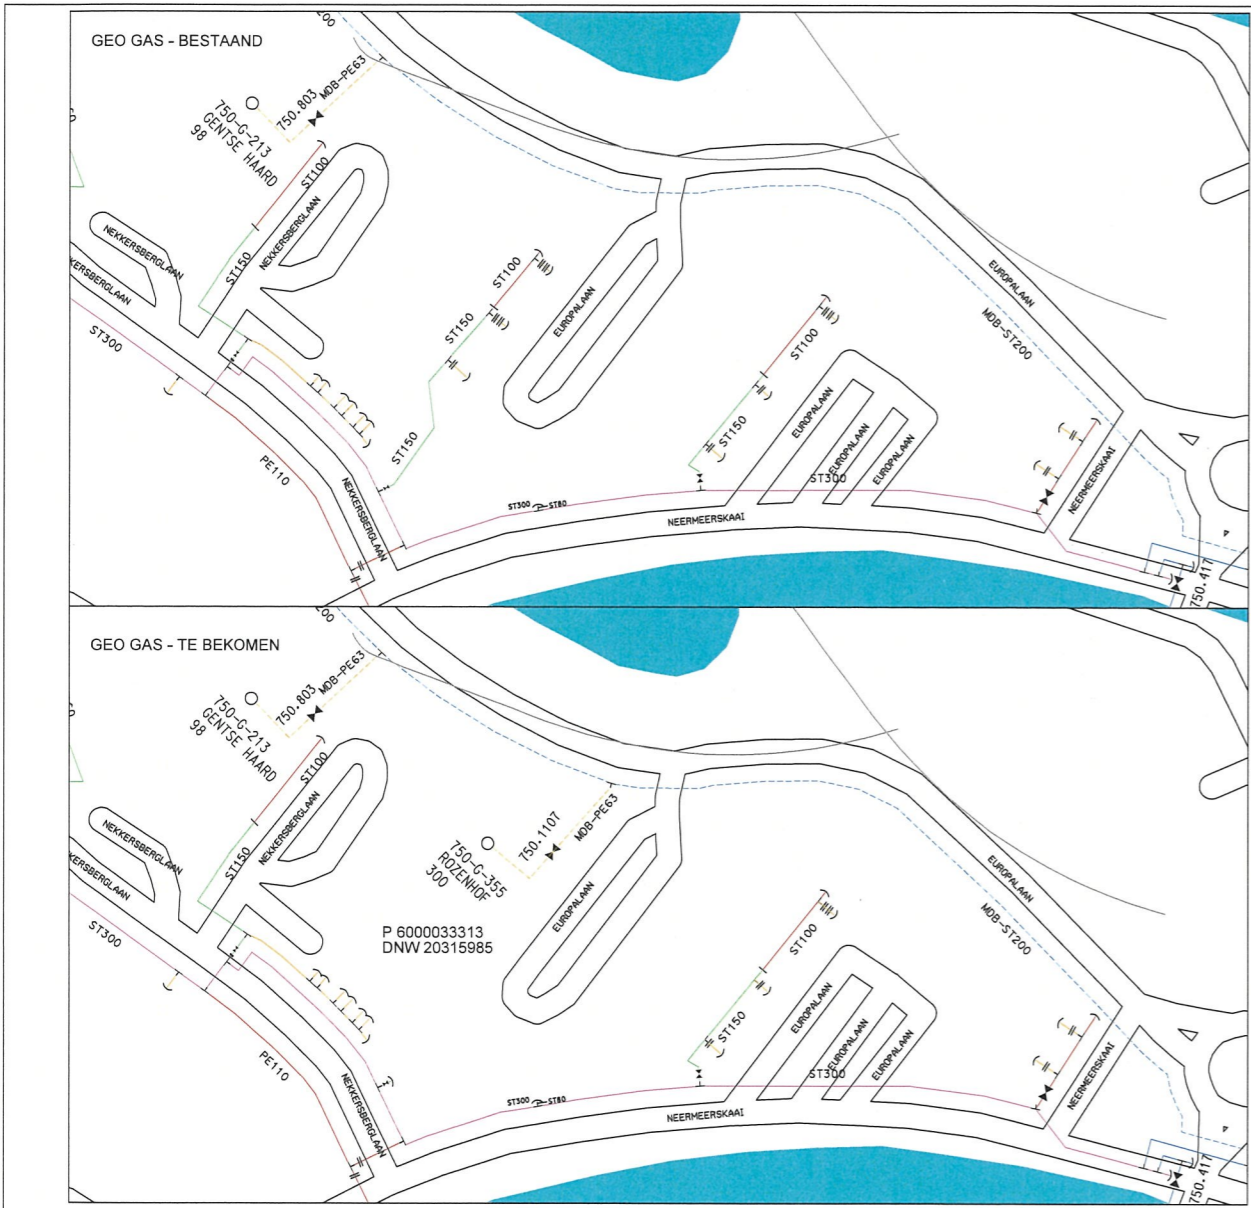 GEO GAS - BESTAAND
200
750.803 MDB-PE63
750-G-213
GENTSE HAARD
98
ST100
NEKKERSBERGLAAN
NEKKERSBERGLAAN
KERSBERGLAAN
ST150
ST300
ST100
ST150
ST150
EUROPALAAN
EUROPALAAN
MDB-ST200
ST100
ST150
EUROPALAAN
EUROPALAAN
EUROPALAAN
PE110
NEKKERSBERGLAAN
ST300 ST80
ST300
NEERMEERSKAAI
NEERMEERSKAAI
750.417
GEO GAS - TE BEKOMEN
200
750.803 MDB-PE63
750-G-213
GENTSE HAARD
98
ST100
NEKKERSBERGLAAN
NEKKERSBERGLAAN
KERSBERGLAAN
ST150
ST300
750.1107 MDB-PE63
750-G-355
ROZENHOF
300
P 6000033313
DNW 20315985
EUROPALAAN
EUROPALAAN
MDB-ST200
ST100
ST150
EUROPALAAN
EUROPALAAN
EUROPALAAN
PE110
NEKKERSBERGLAAN
ST300 ST80
ST300
NEERMEERSKAAI
NEERMEERSKAAI
750.417